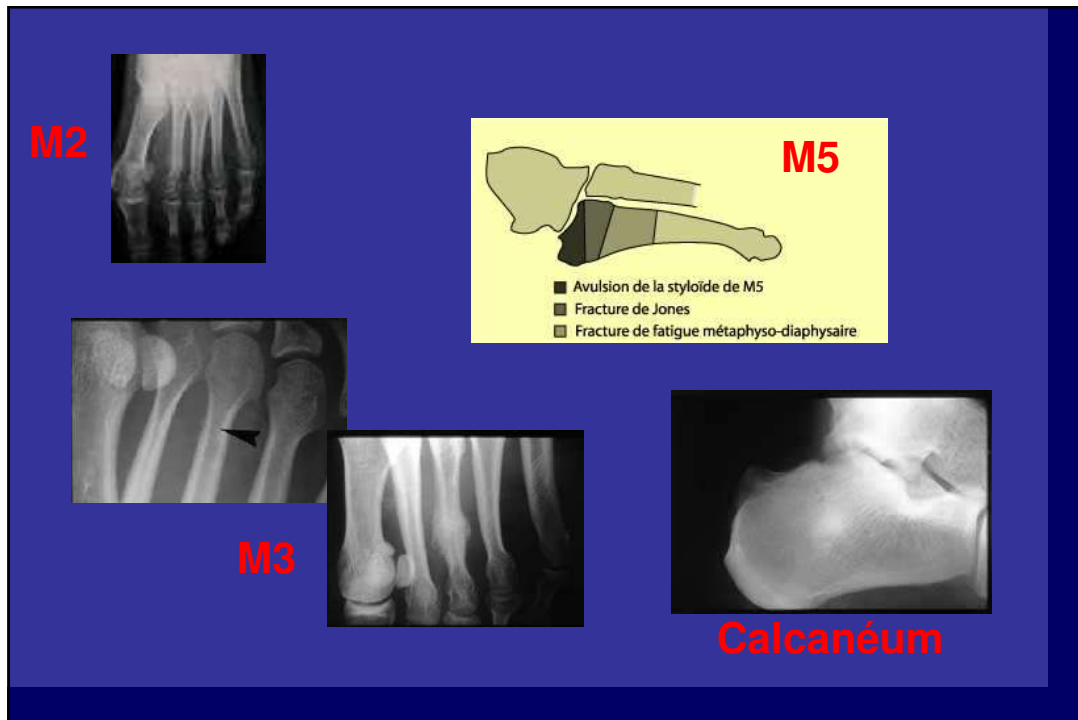 M2
M5
Avulsion de la styloïde de M5
Fracture de Jones
Fracture de fatigue métaphyso-diaphysaire
M3
Calcanéum